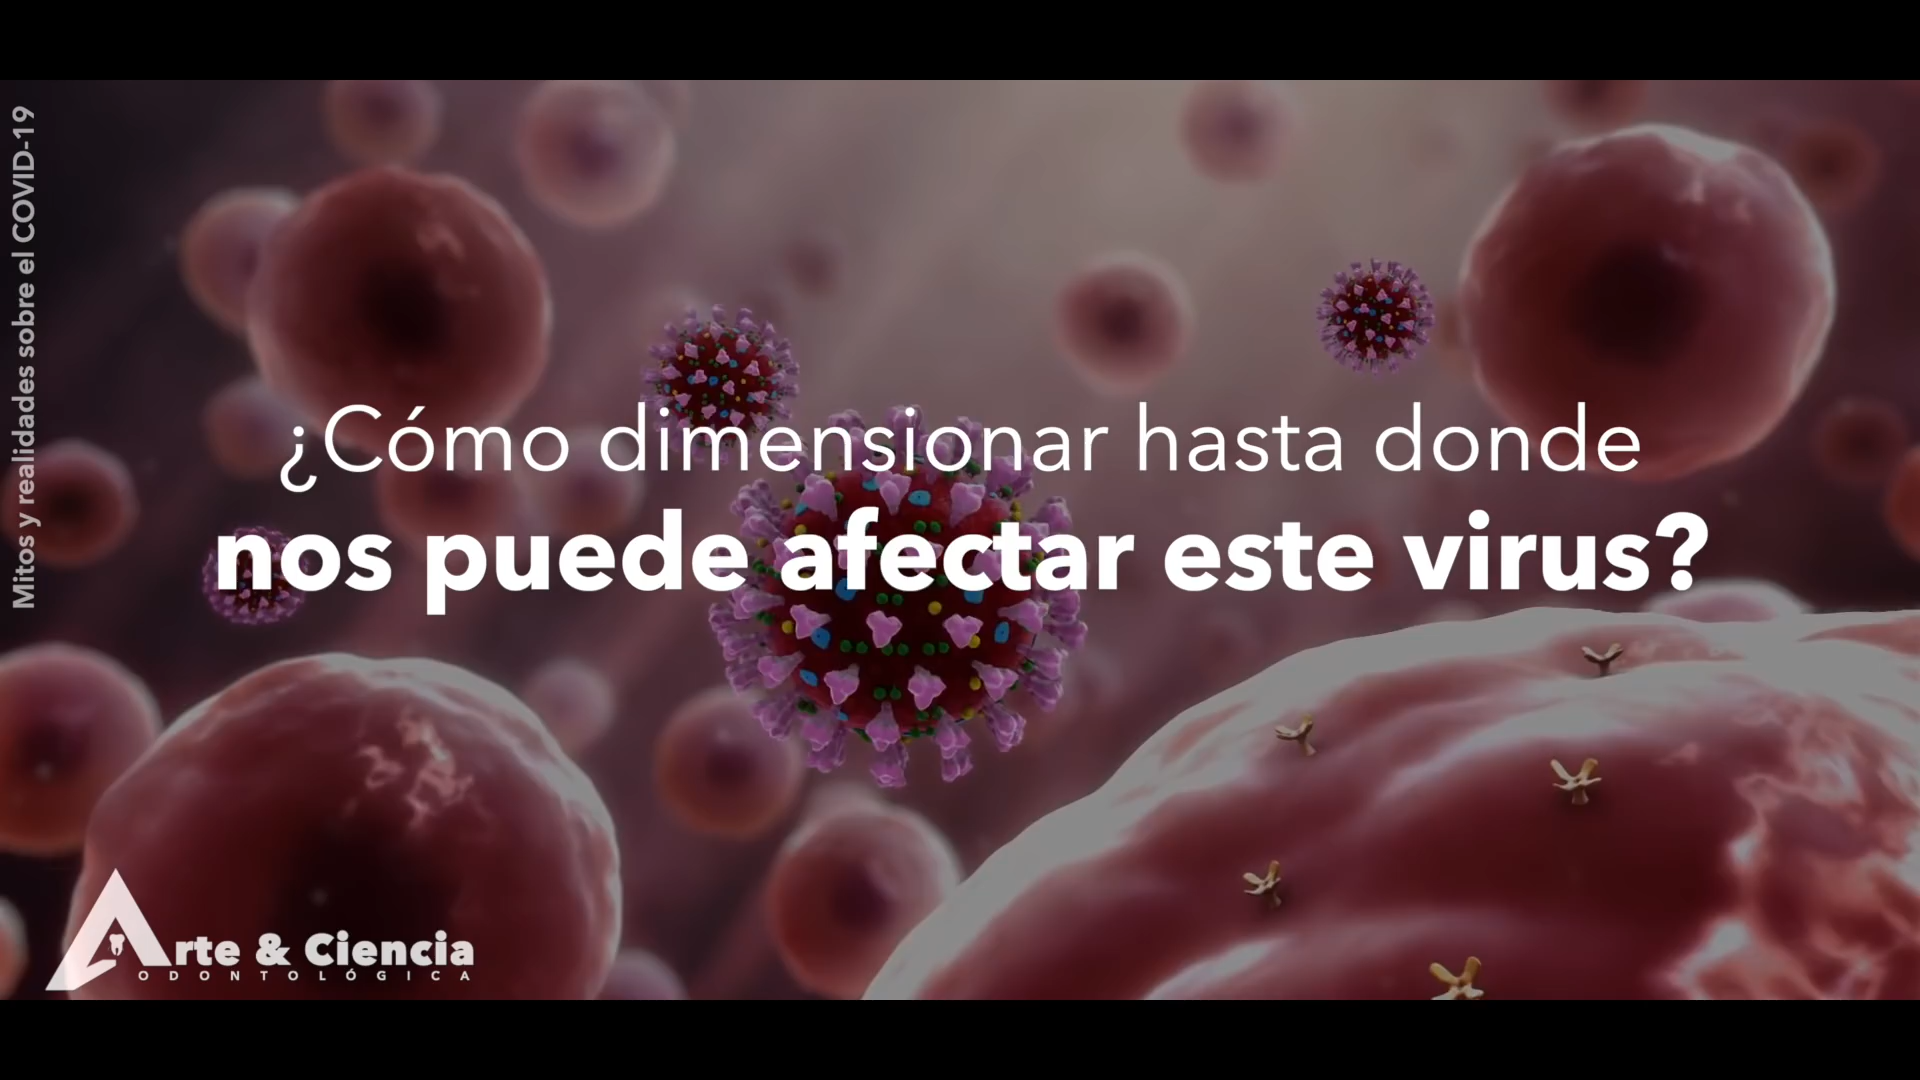 Mitos y realidades sobre el COVID-19
¿Cómo dimensionar hasta donde
nos puede afectar este virus?
Arte & Ciencia
ODONTOLÓGICA